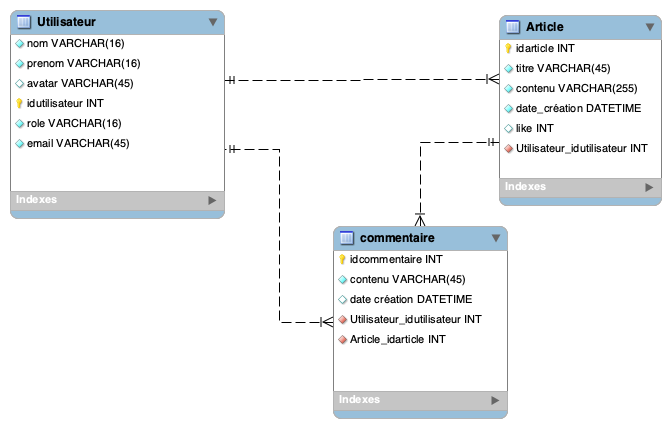 Utilisateur
nom VARCHAR(16)
prenom VARCHAR(16)
avatar VARCHAR(45)
idutilisateur INT
role VARCHAR(16)
email VARCHAR(45)
Indexes
Article
idarticle INT
titre VARCHAR(45)
contenu VARCHAR(255)
date_création DATETIME
like INT
Utilisateur_idutilisateur INT
Indexes
commentaire
idcommentaire INT
contenu VARCHAR(45)
date création DATETIME
Utilisateur_idutilisateur INT
Article_idarticle INT
Indexes